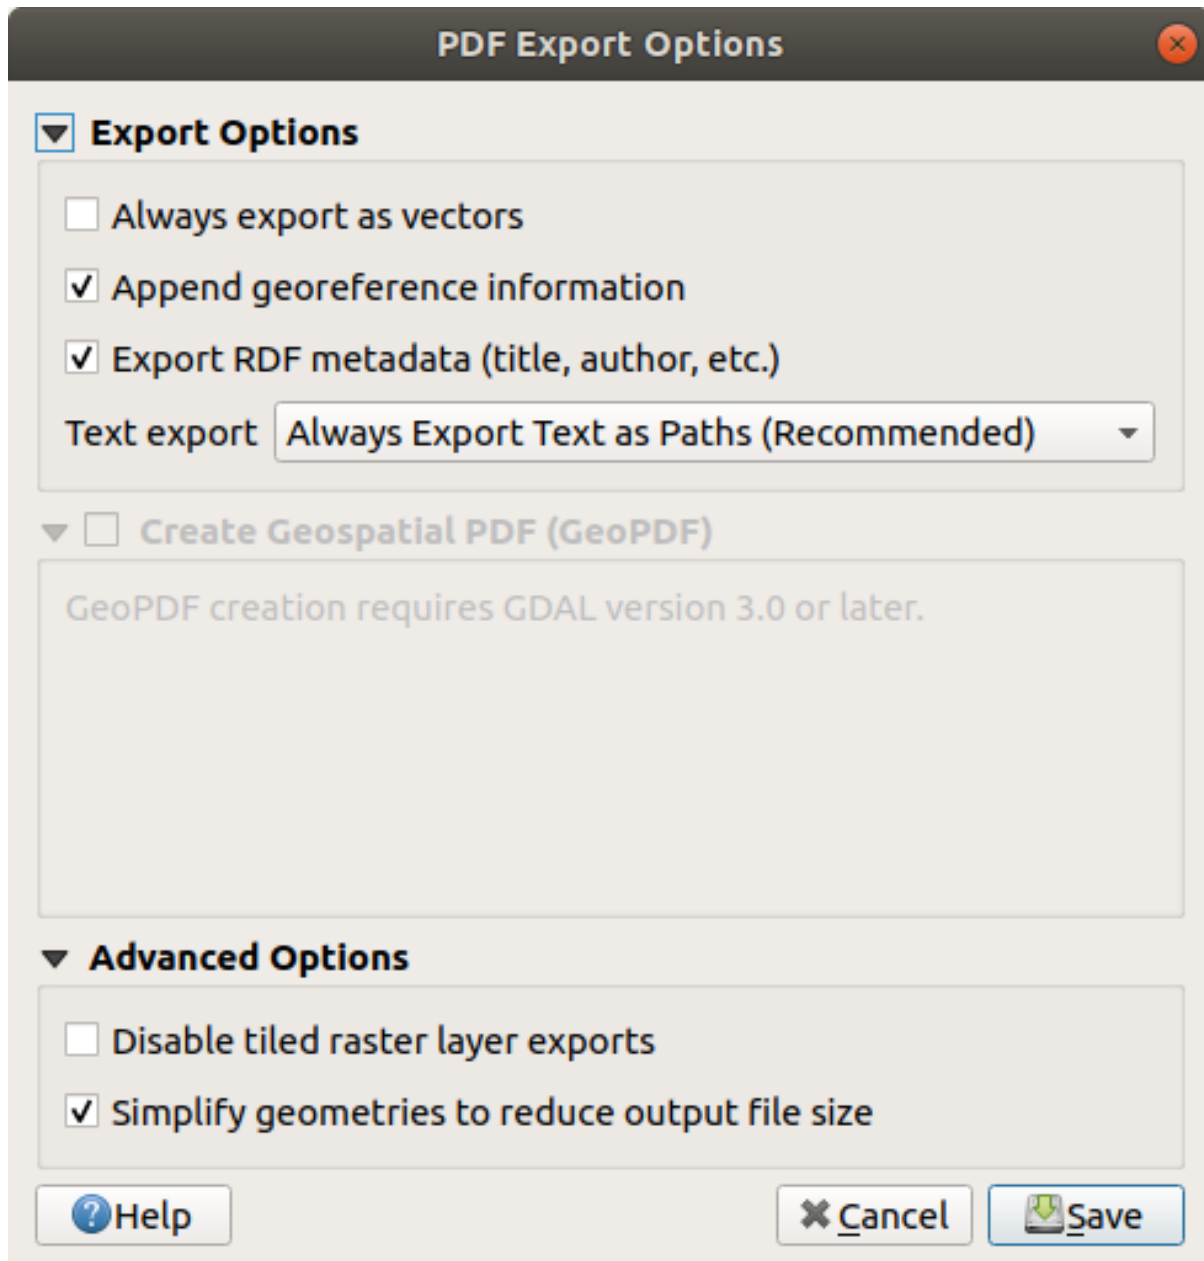 PDF Export Options
Export Options
Always export as vectors
Append georeference information
Export RDF metadata (title, author, etc.)
Text export Always Export Text as Paths (Recommended)
Create Geospatial PDF (GeoPDF)
GeoPDF creation requires GDAL version 3.0 or later.
Advanced Options
Disable tiled raster layer exports
Simplify geometries to reduce output file size
Help Cancel Save